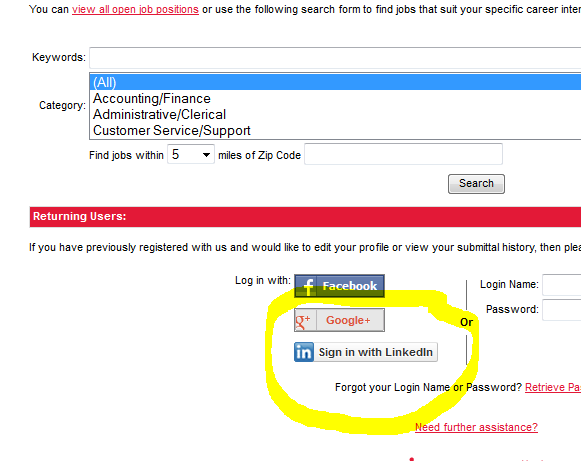 You can view all open job positions or use the following search form to find jobs that suit your specific career
Keywords:
(All)
Accounting/Finance
Category:
Administrative/Clerical
Customer Service/Support
Find jobs within 5 miles of Zip Code
Search
Returning Users:
If you have previously registered with us and would like to edit your profile or view your submittal history, then
Log in with:
f Facebook
Login Name:
g+ Google+
Password:
Or
in Sign in with LinkedIn
Forgot your Login Name or Password? Retrieve
Need further assistance?